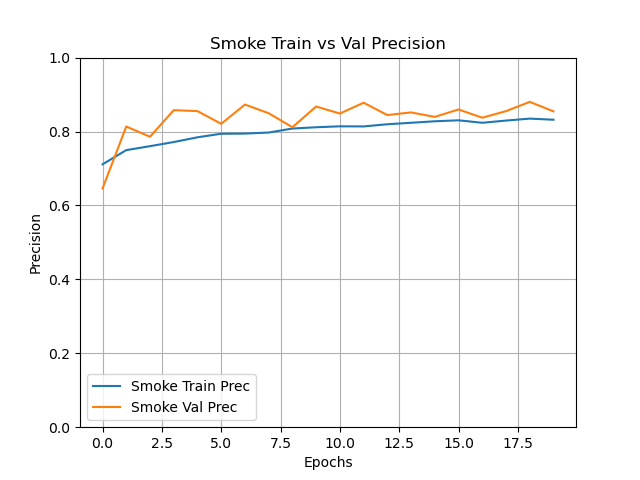 Smoke Train vs Val Precision
1.0
0.8
0.6
0.4
0.2
0.0
Precision
Smoke Train Prec
Smoke Val Prec
0.0 2.5 5.0 7.5 10.0 12.5 15.0 17.5
Epochs